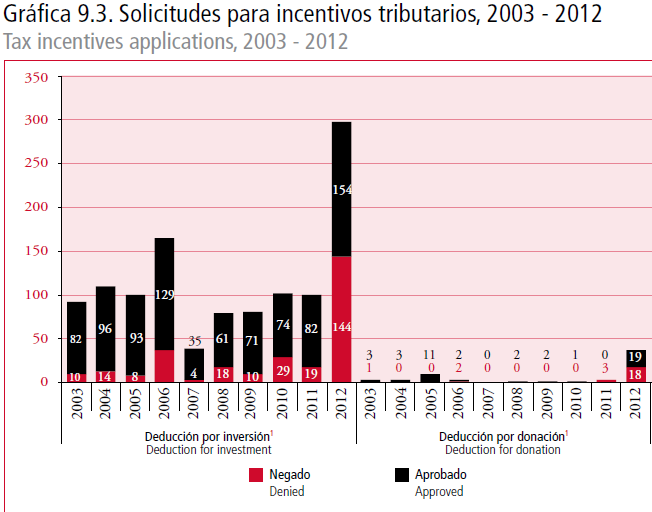 Gráfica 9.3. Solicitudes para incentivos tributarios, 2003 - 2012
Tax incentives applications, 2003 - 2012
350
300
250
200
150
100
50
0
82 96 93 129 35 61 71 74 82 154
10 14 8 4 18 10 29 19 144
3 3 11 2 0 2 2 1 0 19
1 0 0 2 0 0 0 0 3 18
2003 2004 2005 2006 2007 2008 2009 2010 2011 2012 2003 2004 2005 2006 2007 2008 2009 2010 2011 2012
Deducción por inversión¹ Deducción por donación¹
Deduction for investment Deduction for donation
Negado Aprobado
Denied Approved